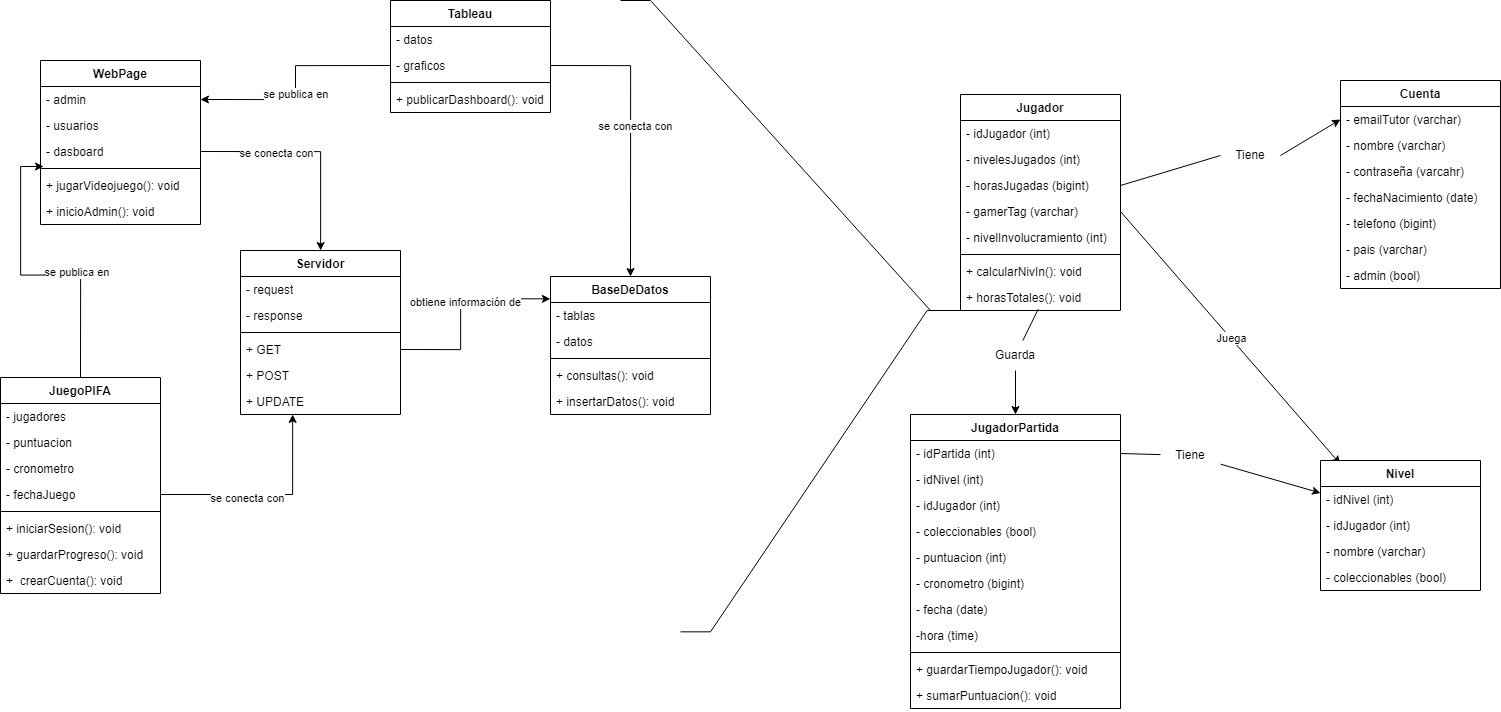 Tableau
- datos
- graficos
+ publicarDashboard(): void
se publica en
se conecta con
WebPage
- admin
- usuarios
- dasboard
+ jugarVideojuego(): void
+ inicioAdmin(): void
se conecta con
se publica en
Servidor
- request
- response
+ GET
+ POST
+ UPDATE
obtiene información de
BaseDeDatos
- tablas
- datos
+ consultas(): void
+ insertarDatos(): void
JuegoPIFA
- jugadores
- puntuacion
- cronometro
- fechaJuego
+ iniciarSesion(): void
+ guardarProgreso(): void
+ crearCuenta(): void
se conecta con
Jugador
- idJugador (int)
- nivelesJugados (int)
- horasJugadas (bigint)
- gamerTag (varchar)
- nivelInvolucramiento (int)
+ calcularNivIn(): void
+ horasTotales(): void
Tiene
Cuenta
- emailTutor (varchar)
- nombre (varchar)
- contraseña (varcahr)
- fechaNacimiento (date)
- telefono (bigint)
- pais (varchar)
- admin (bool)
Juega
Guarda
JugadorPartida
- idPartida (int)
- idNivel (int)
- idJugador (int)
- coleccionables (bool)
- puntuacion (int)
- cronometro (bigint)
- fecha (date)
-hora (time)
+ guardarTiempoJugador(): void
+ sumarPuntuacion(): void
Tiene
Nivel
- idNivel (int)
- idJugador (int)
- nombre (varchar)
- coleccionables (bool)